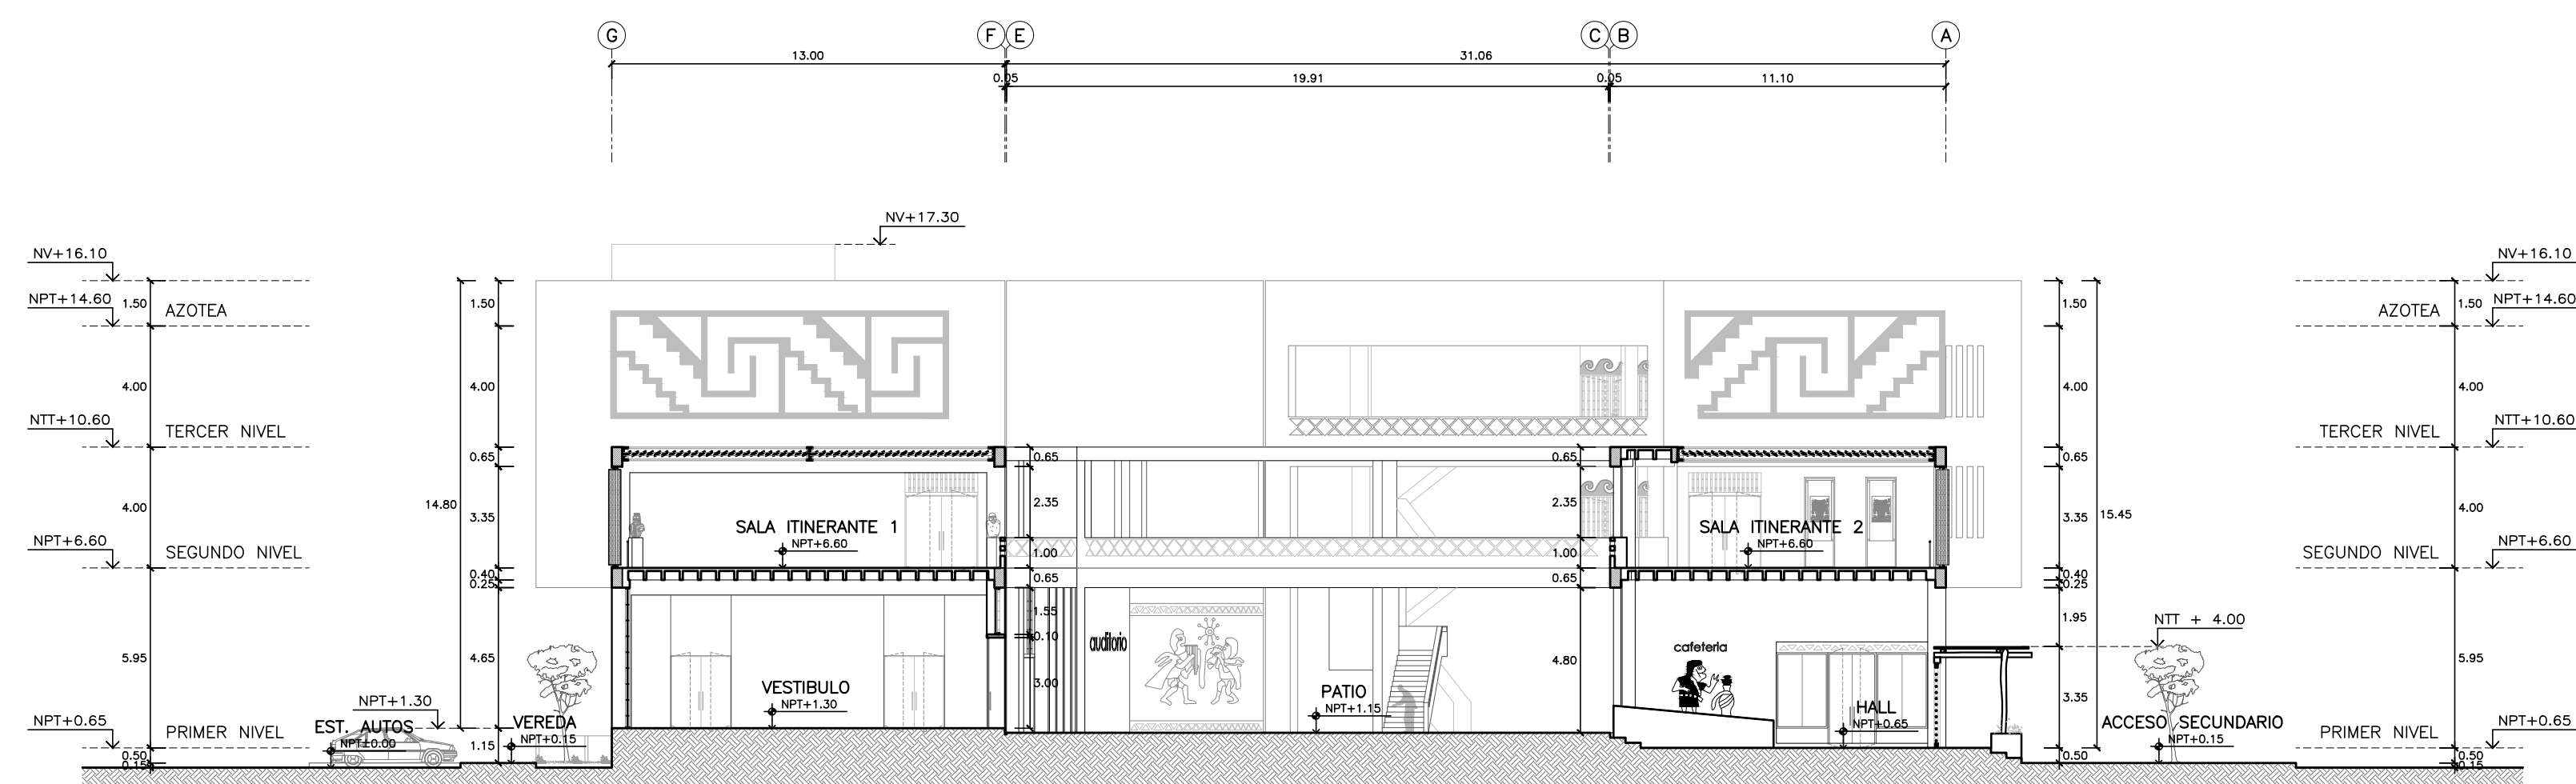 G
F
E
C
B
A
13.00
31.06
0.05
19.91
0.05
11.10
NV+17.30
NV+16.10
NPT+14.60
1.50
AZOTEA
4.00
NTT+10.60
TERCER NIVEL
4.00
NPT+6.60
SEGUNDO NIVEL
5.95
NPT+0.65
PRIMER NIVEL
0.50
0.15
14.80
1.50
4.00
0.65
3.35
0.40
0.25
4.65
1.15
NPT+1.30
EST. AUTOS
NPT±0.00
VEREDA
NPT+0.15
SALA ITINERANTE 1
NPT+6.60
VESTIBULO
NPT+1.30
0.65
2.35
1.00
0.65
1.55
0.10
3.00
auditorio
PATIO
NPT+1.15
0.65
2.35
1.00
0.65
4.80
SALA ITINERANTE 2
NPT+6.60
cafeteria
HALL
NPT+0.65
1.50
4.00
0.65
3.35
0.40
0.25
1.95
3.35
0.50
15.45
NTT + 4.00
ACCESO SECUNDARIO
NPT+0.15
NV+16.10
1.50
NPT+14.60
AZOTEA
4.00
NTT+10.60
TERCER NIVEL
4.00
NPT+6.60
SEGUNDO NIVEL
5.95
NPT+0.65
PRIMER NIVEL
0.50
0.15